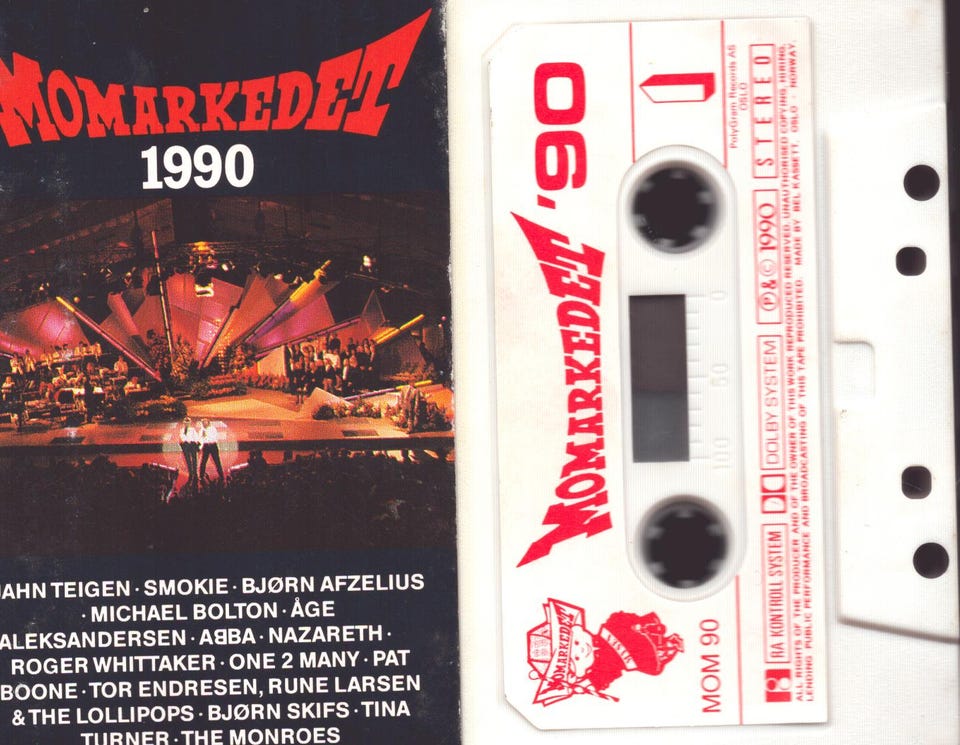 MOMARKEDET
1990
JAHN TEIGEN · SMOKIE · BJØRN AFZELIUS
· MICHAEL BOLTON · ÅGE
ALEKSANDERSEN · AᗺBA · NAZARETH ·
ROGER WHITTAKER · ONE 2 MANY · PAT
BOONE · TOR ENDRESEN, RUNE LARSEN
& THE LOLLIPOPS · BJØRN SKIFS · TINA
TURNER · THE MONROES
MOMARKEDET '90
1
MOMARKEDET
MOM 90
100 50 0
PolyGram Records AS
OSLO
RA KONTROLL SYSTEM DOLBY SYSTEM ℗ & © 1990 STEREO
ALL RIGHTS OF THE PRODUCER AND OF THE OWNER OF THIS WORK REPRODUCED RESERVED. UNAUTHORISED COPYING, HIRING,
LENDING PUBLIC PERFORMANCE AND BROADCASTING OF THIS TAPE PROHIBITED. MADE BY BEL KASSETT. OSLO - NORWAY.